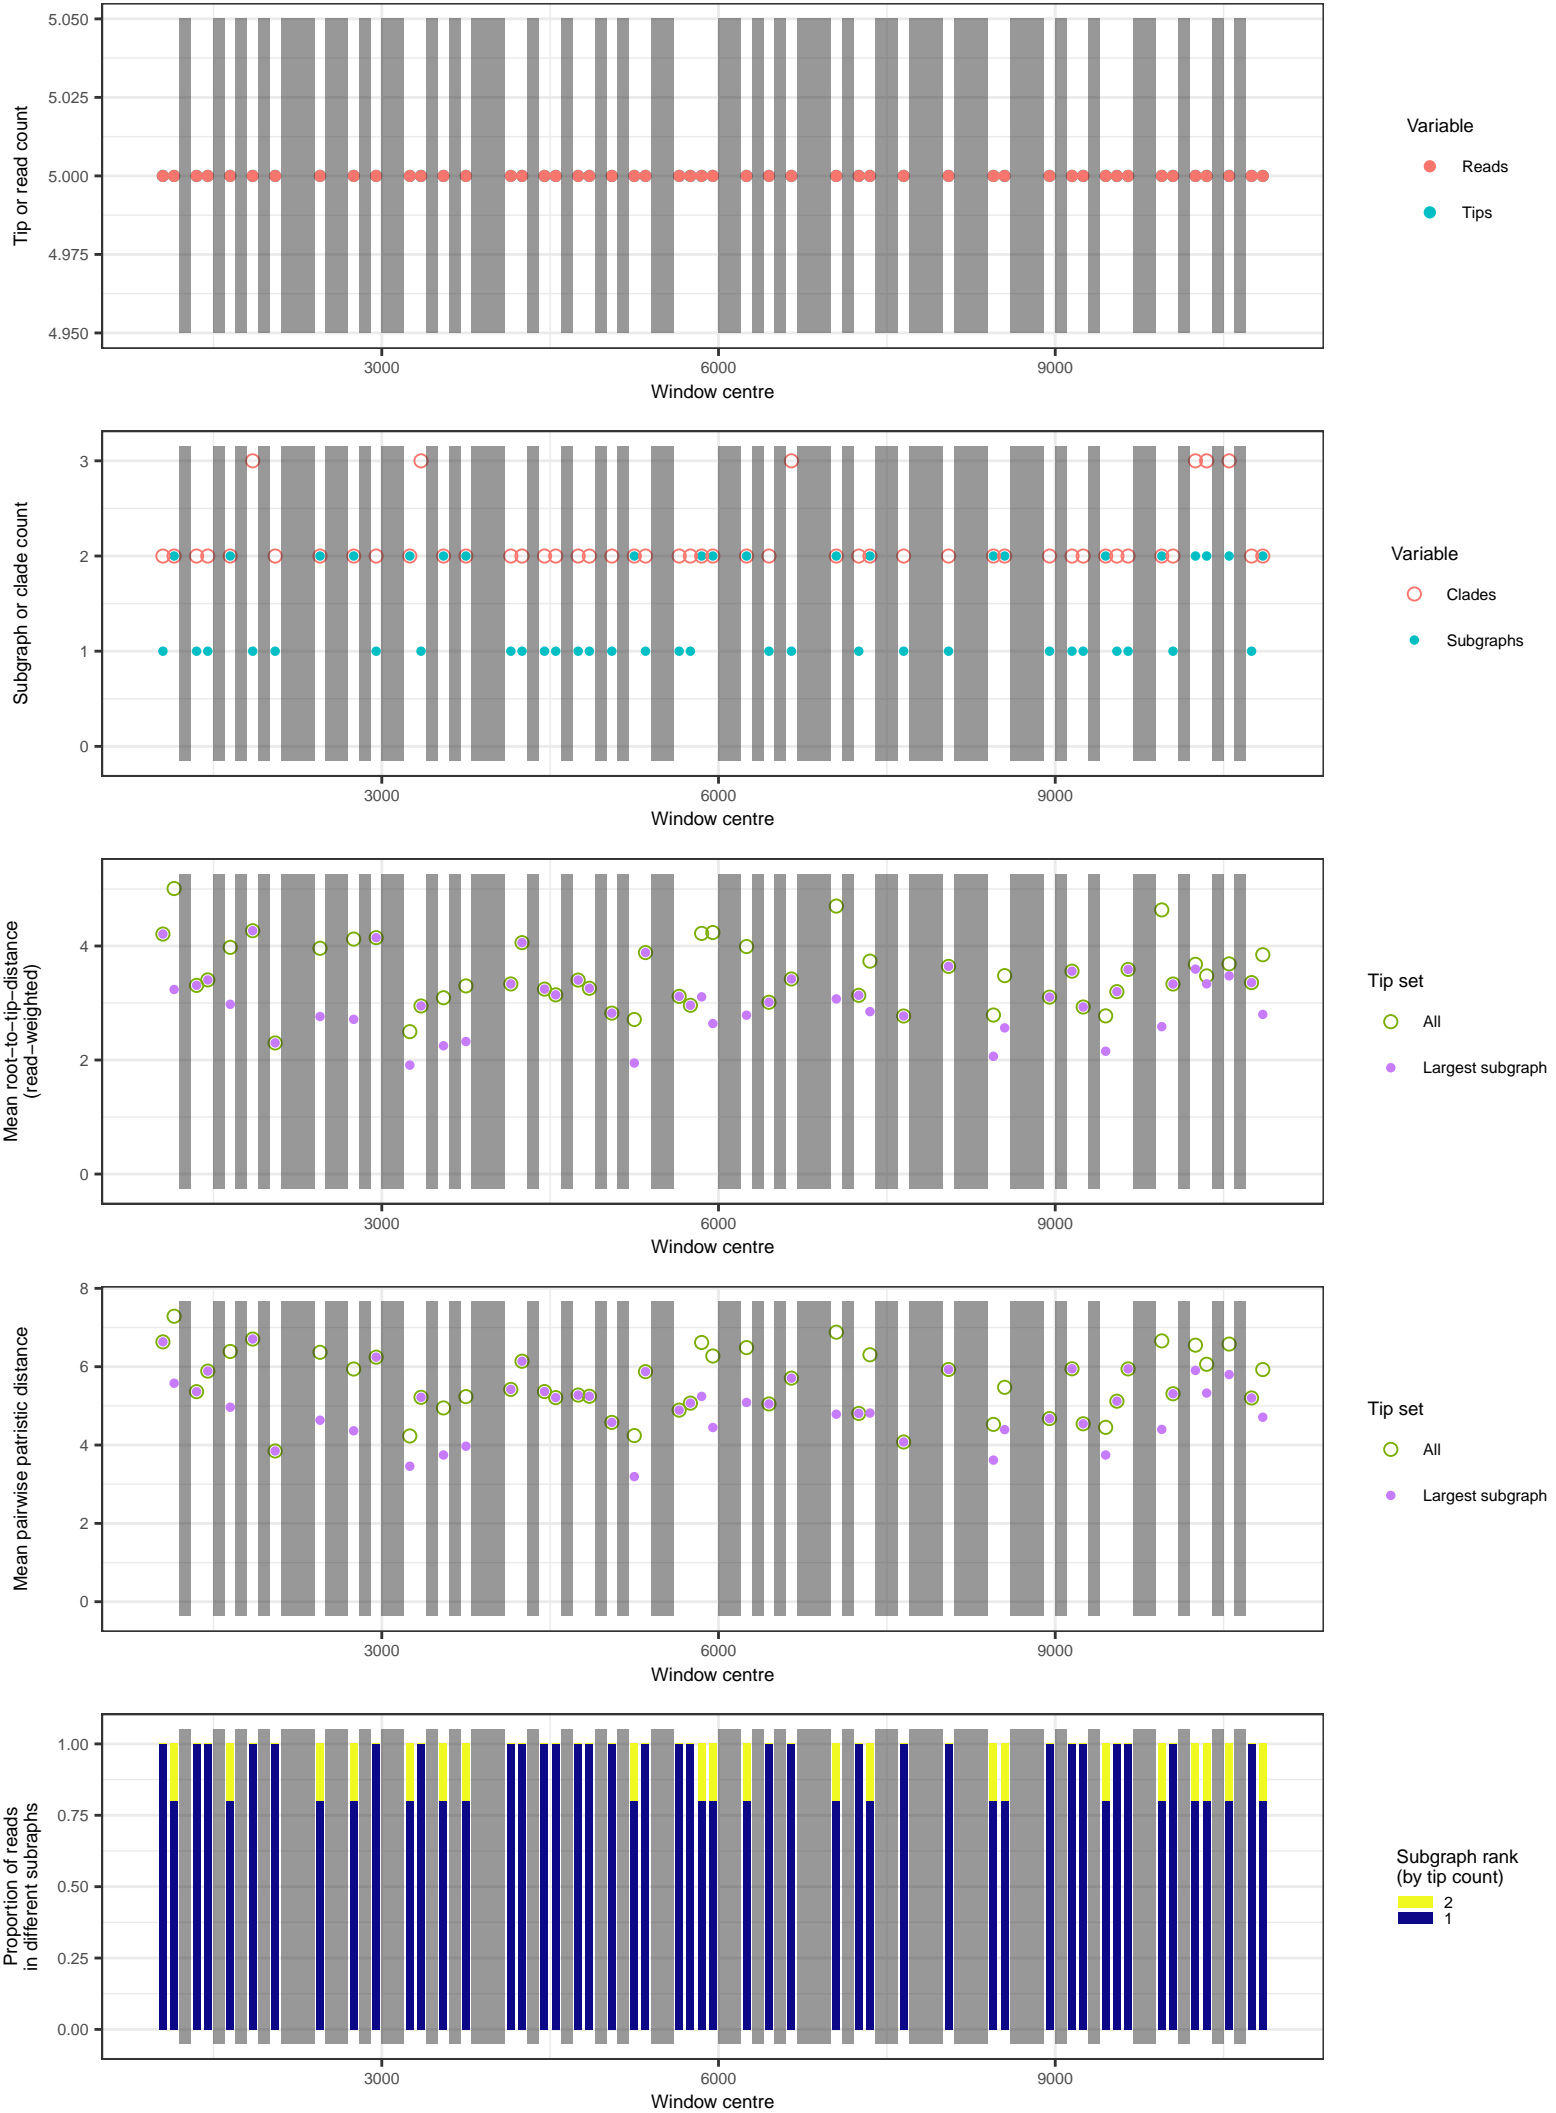 Tip or read count
5.050
5.025
5.000
4.975
4.950
3000
6000
9000
Window centre
Variable
Reads
Tips
Subgraph or clade count
3
2
1
0
3000
6000
9000
Window centre
Variable
Clades
Subgraphs
Mean root−to−tip−distance
(read−weighted)
4
2
0
3000
6000
9000
Window centre
Tip set
All
Largest subgraph
Mean pairwise patristic distance
8
6
4
2
0
3000
6000
9000
Window centre
Tip set
All
Largest subgraph
Proportion of reads
in different subraphs
1.00
0.75
0.50
0.25
0.00
3000
6000
9000
Window centre
Subgraph rank
(by tip count)
2
1